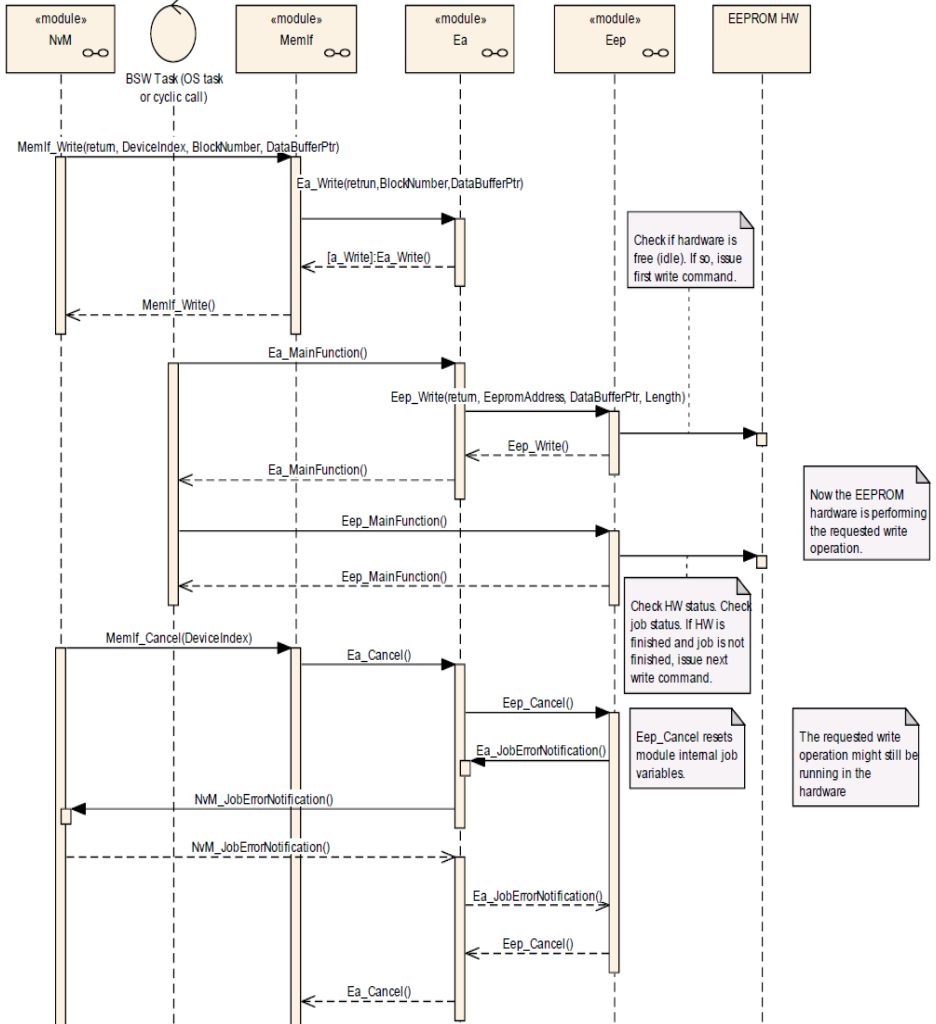 «module»
NvM
«module»
MemIf
«module»
Ea
«module»
Eep
EEPROM HW
BSW Task (OS task
or cyclic call)
MemIf_Write(return, DeviceIndex, BlockNumber, DataBufferPtr)
Ea_Write(retrun,BlockNumber,DataBufferPtr)
Check if hardware is
free (idle). If so, issue
first write command.
[a_Write]:Ea_Write()
MemIf_Write()
Ea_MainFunction()
Eep_Write(return, EepromAddress, DataBufferPtr, Length)
Eep_Write()
Ea_MainFunction()
Now the EEPROM
hardware is performing
the requested write
operation.
Eep_MainFunction()
Eep_MainFunction()
Check HW status. Check
job status. If HW is
finished and job is not
finished, issue next
write command.
MemIf_Cancel(DeviceIndex)
Ea_Cancel()
Eep_Cancel()
Eep_Cancel resets
module internal job
variables.
The requested write
operation might still be
running in the
hardware
Ea_JobErrorNotification()
NvM_JobErrorNotification()
NvM_JobErrorNotification()
Ea_JobErrorNotification()
Eep_Cancel()
Ea_Cancel()